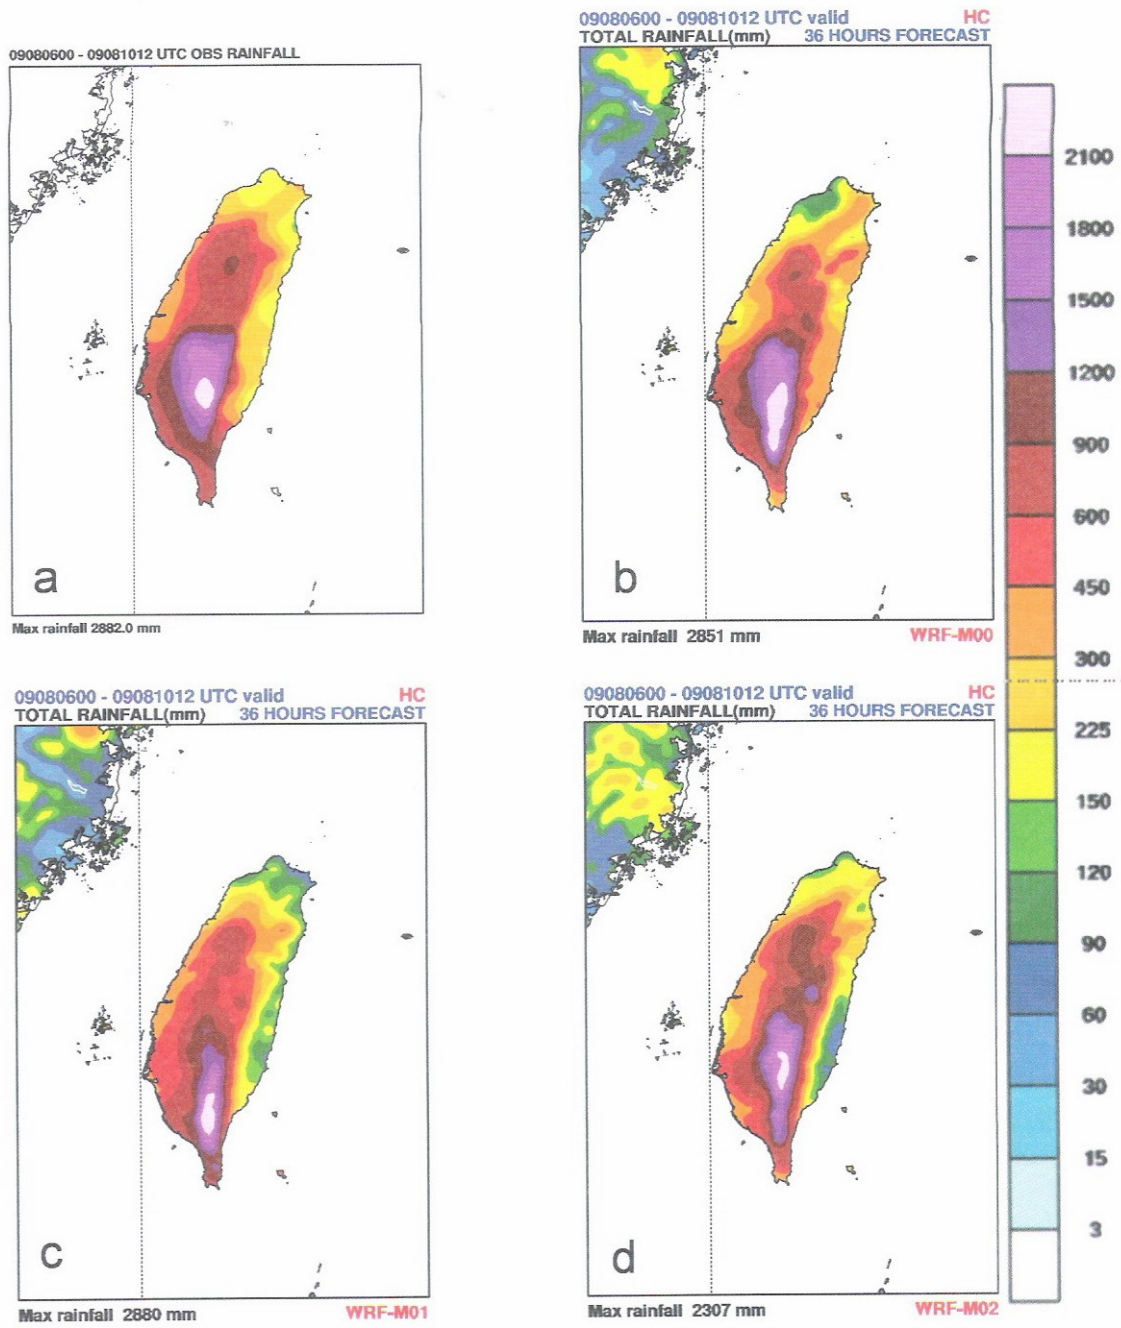 09080600 - 09081012 UTC OBS RAINFALL
a
Max rainfall 2882.0 mm
09080600 - 09081012 UTC valid HC
TOTAL RAINFALL(mm) 36 HOURS FORECAST
b
Max rainfall 2851 mm WRF-M00
09080600 - 09081012 UTC valid HC
TOTAL RAINFALL(mm) 36 HOURS FORECAST
c
Max rainfall 2880 mm WRF-M01
09080600 - 09081012 UTC valid HC
TOTAL RAINFALL(mm) 36 HOURS FORECAST
d
Max rainfall 2307 mm WRF-M02
2100
1800
1500
1200
900
600
450
300
225
150
120
90
60
30
15
3